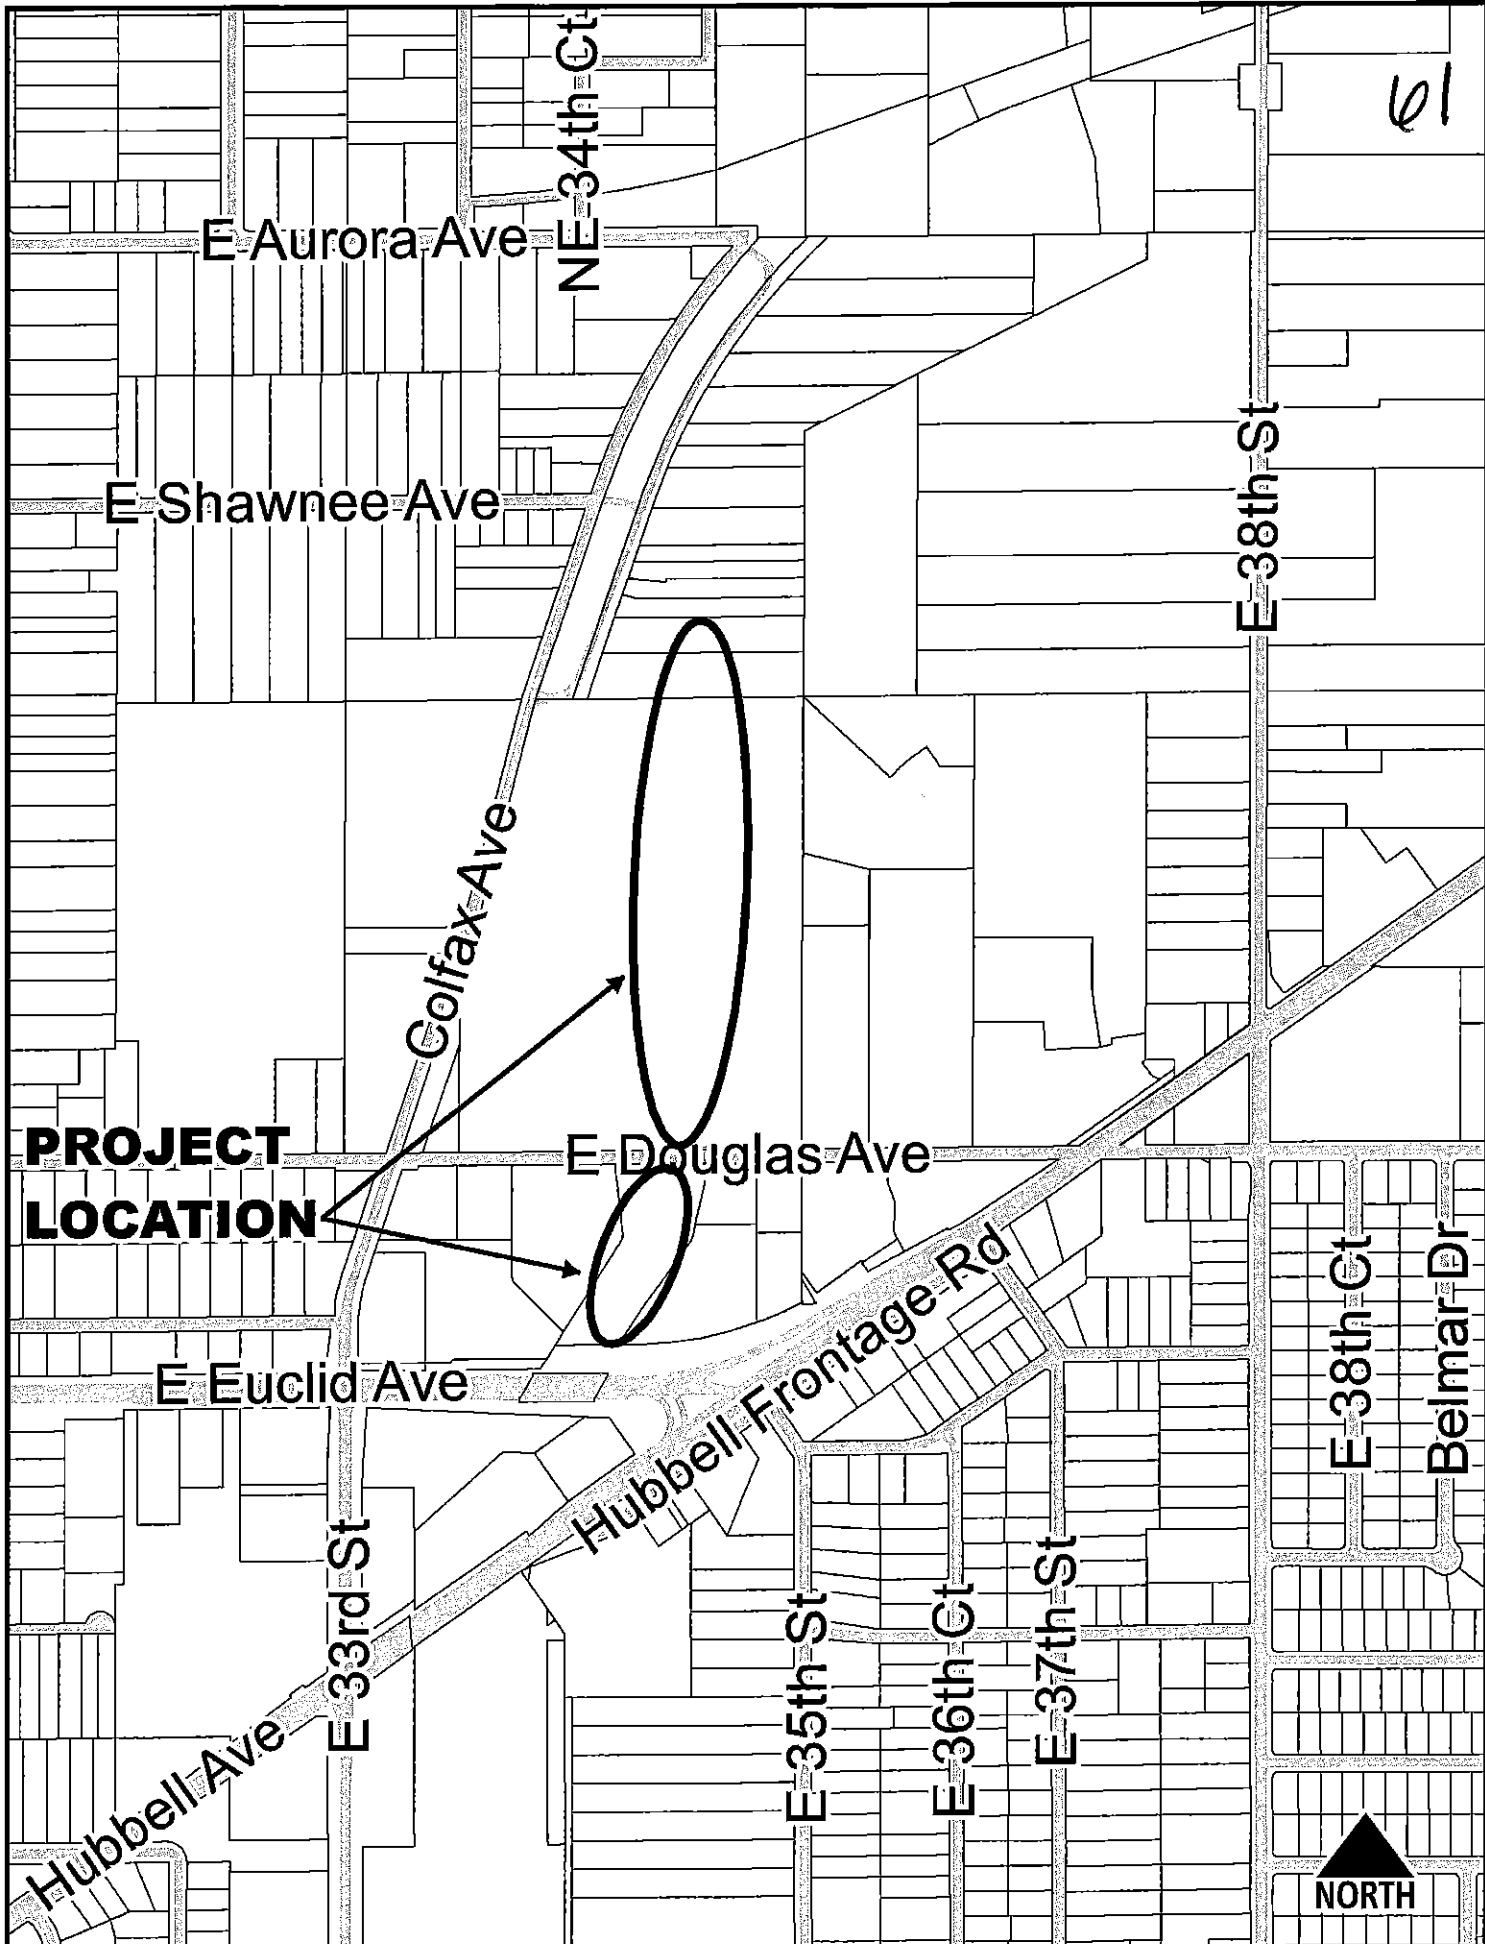 61
NE 34th Ct
E Aurora Ave
E Shawnee Ave
E 38th St
Colfax Ave
PROJECT
LOCATION
E Douglas Ave
E Euclid Ave
Hubbell Frontage Rd
E 38th Ct
Belmar Dr
E 33rd St
Hubbell Ave
E 35th St
E 36th Ct
E 37th St
NORTH